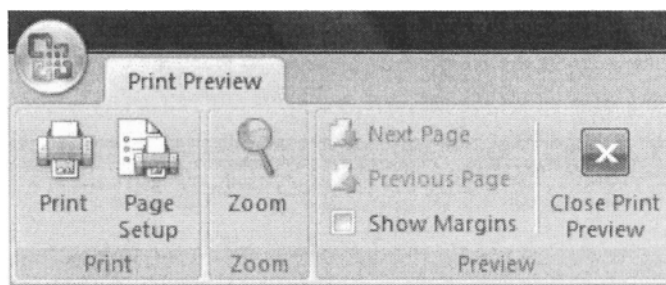 Print Preview
Print
Page
Setup
Print
Zoom
Zoom
Next Page
Previous Page
Show Margins
Close Print
Preview
Preview